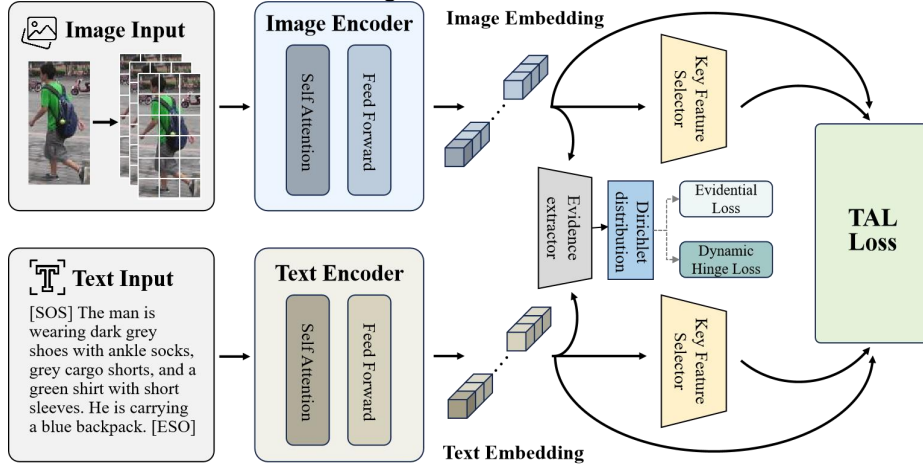 Image Input
Image Encoder
Self Attention
Feed Forward
Image Embedding
Key Feature
Selector
Evidence
extractor
Dirichlet
distribution
Evidential
Loss
Dynamic
Hinge Loss
TAL
Loss
Text Input
[SOS] The man is
wearing dark grey
shoes with ankle socks,
grey cargo shorts, and a
green shirt with short
sleeves. He is carrying
a blue backpack. [ESO]
Text Encoder
Self Attention
Feed Forward
Text Embedding
Key Feature
Selector